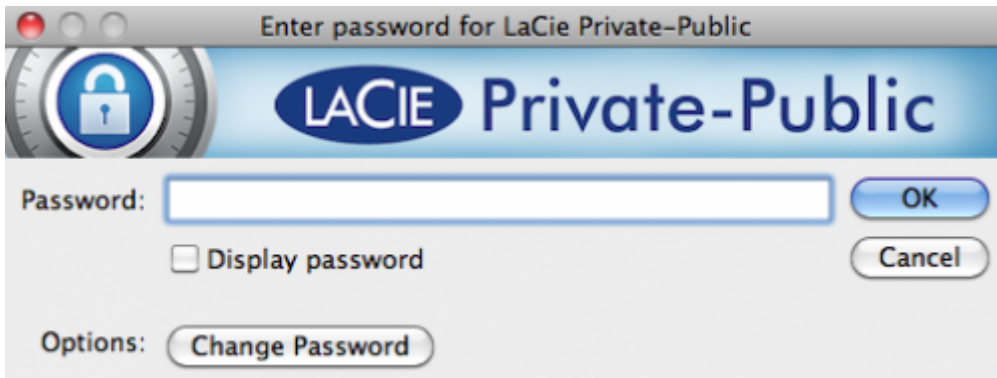 Enter password for LaCie Private-Public
LACIE Private-Public
Password:
OK
Display password
Cancel
Options: Change Password